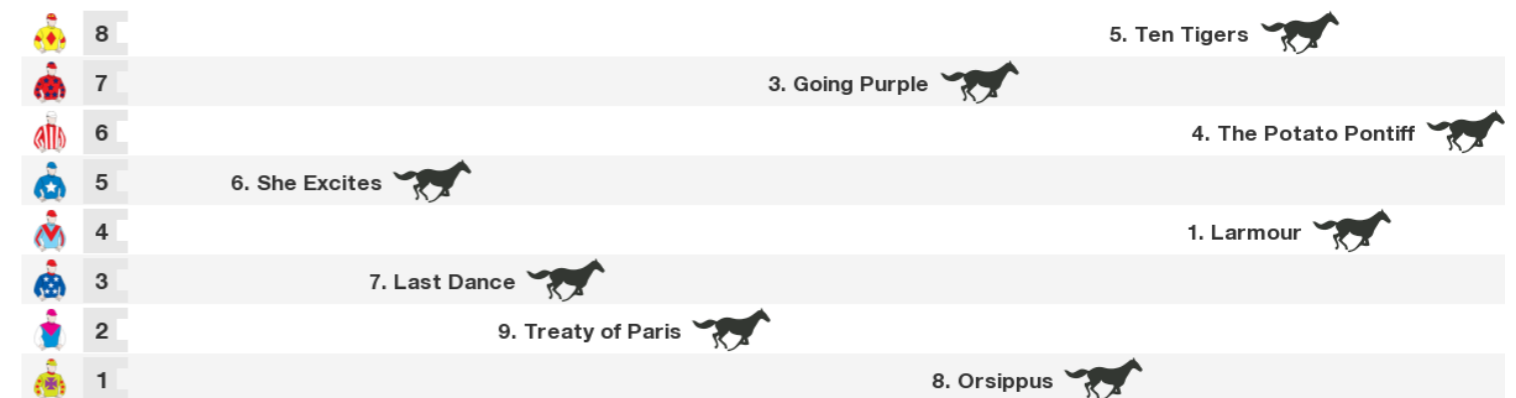 8 5. Ten Tigers
7 3. Going Purple
6 4. The Potato Pontiff
5 6. She Excites
4 1. Larmour
3 7. Last Dance
2 9. Treaty of Paris
1 8. Orsippus